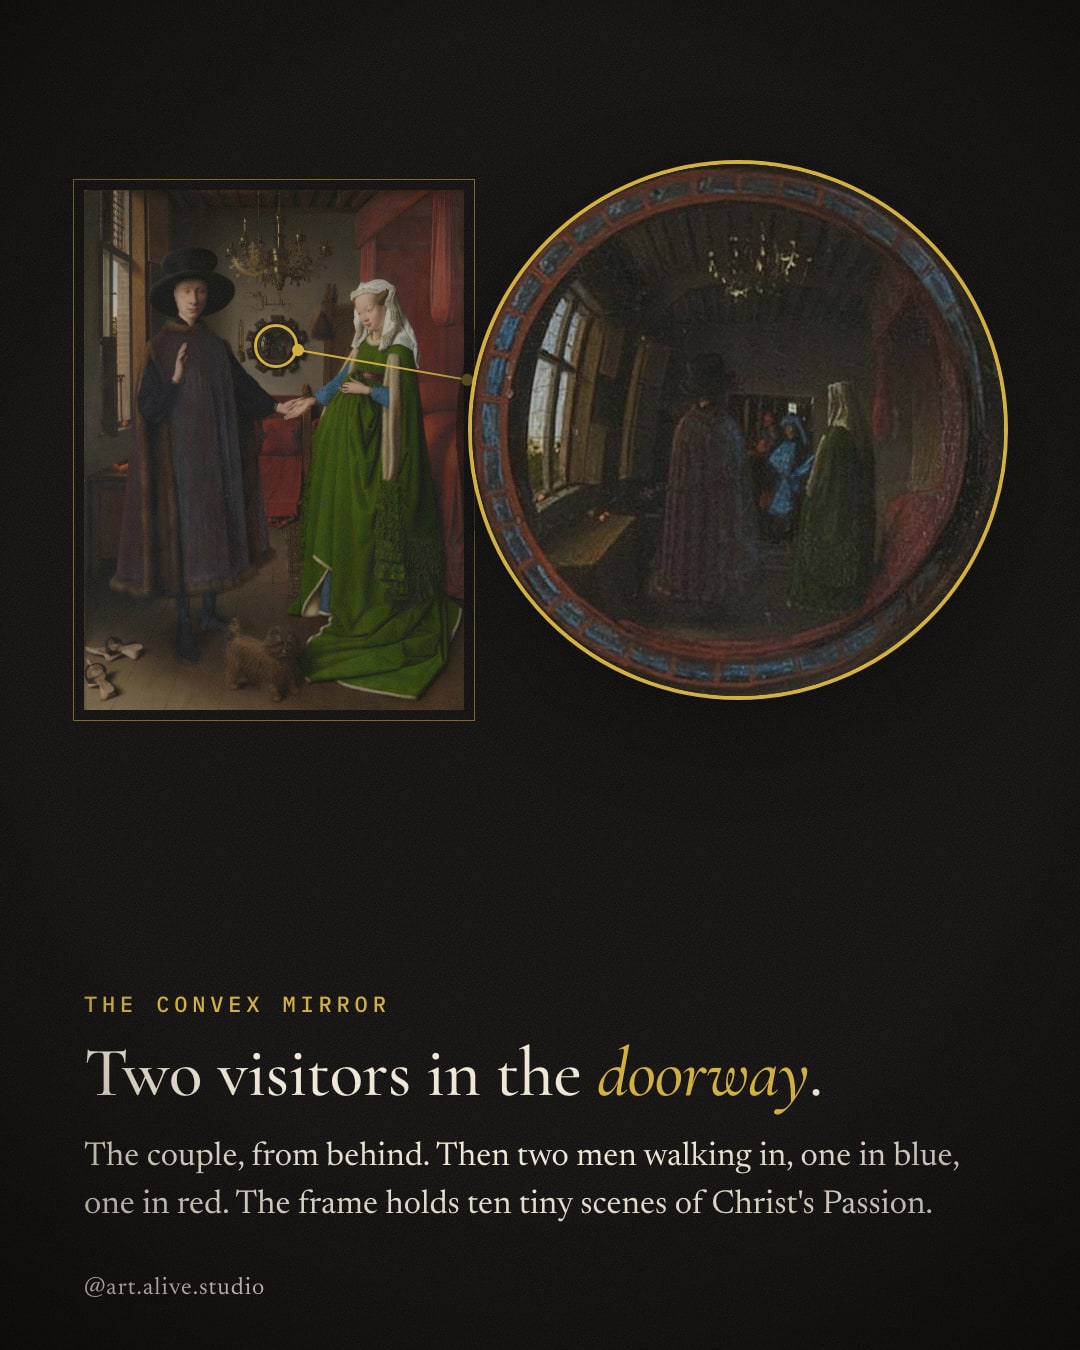 THE CONVEX MIRROR
Two visitors in the doorway.
The couple, from behind. Then two men walking in, one in blue,
one in red. The frame holds ten tiny scenes of Christ's Passion.
@art.alive.studio